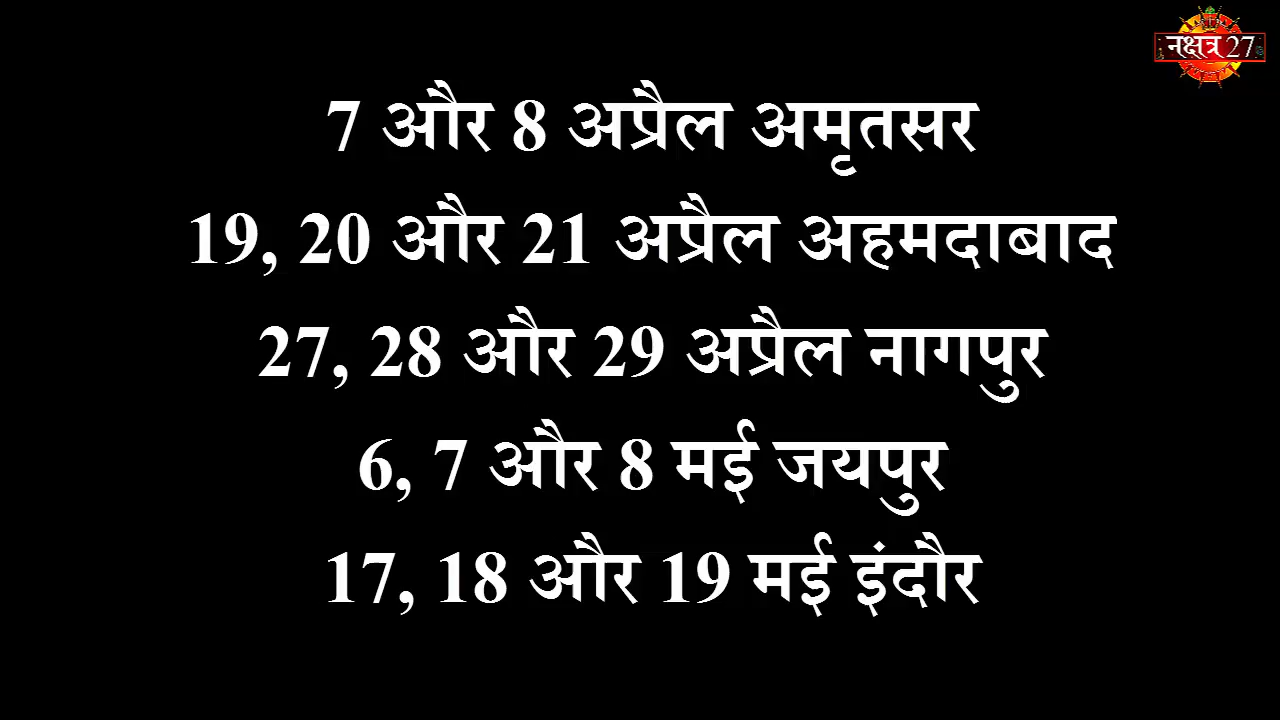 नक्षत्र 27
7 और 8 अप्रैल अमृतसर
19, 20 और 21 अप्रैल अहमदाबाद
27, 28 और 29 अप्रैल नागपुर
6, 7 और 8 मई जयपुर
17, 18 और 19 मई इंदौर